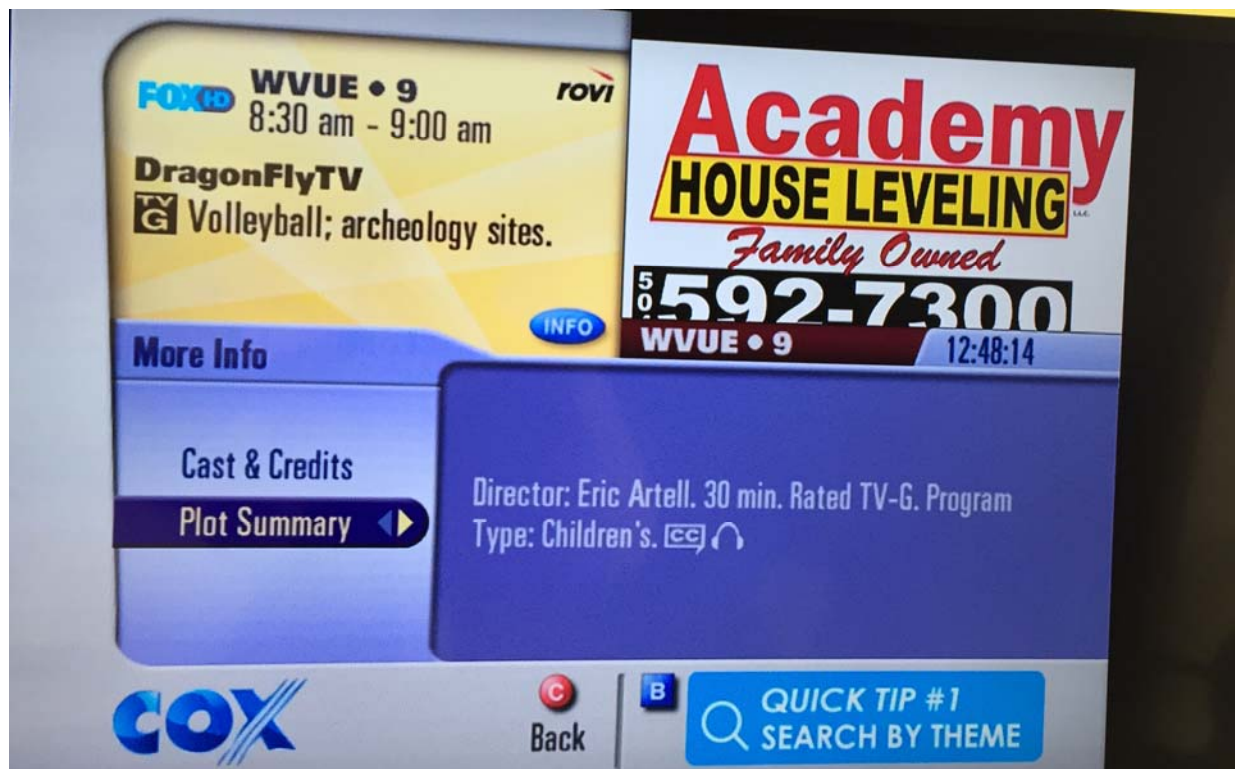 FOX HD
WVUE • 9
rovi
8:30 am - 9:00 am
DragonFlyTV
TV G Volleyball; archeology sites.
INFO
Academy
HOUSE LEVELING
LLC.
Family Owned
592-7300
WVUE • 9
12:48:14
More Info
Cast & Credits
Plot Summary
Director: Eric Artell. 30 min. Rated TV-G. Program
Type: Children's. CC
COX
C
Back
B
QUICK TIP #1
SEARCH BY THEME